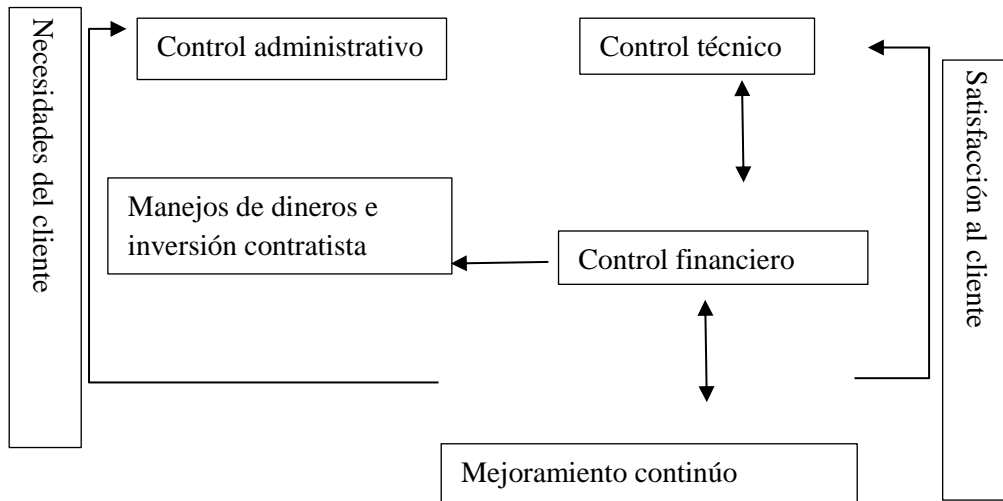 Necesidades del cliente
Control administrativo
Control técnico
Satisfacción al cliente
Manejos de dineros e
inversión contratista
Control financiero
Mejoramiento continúo